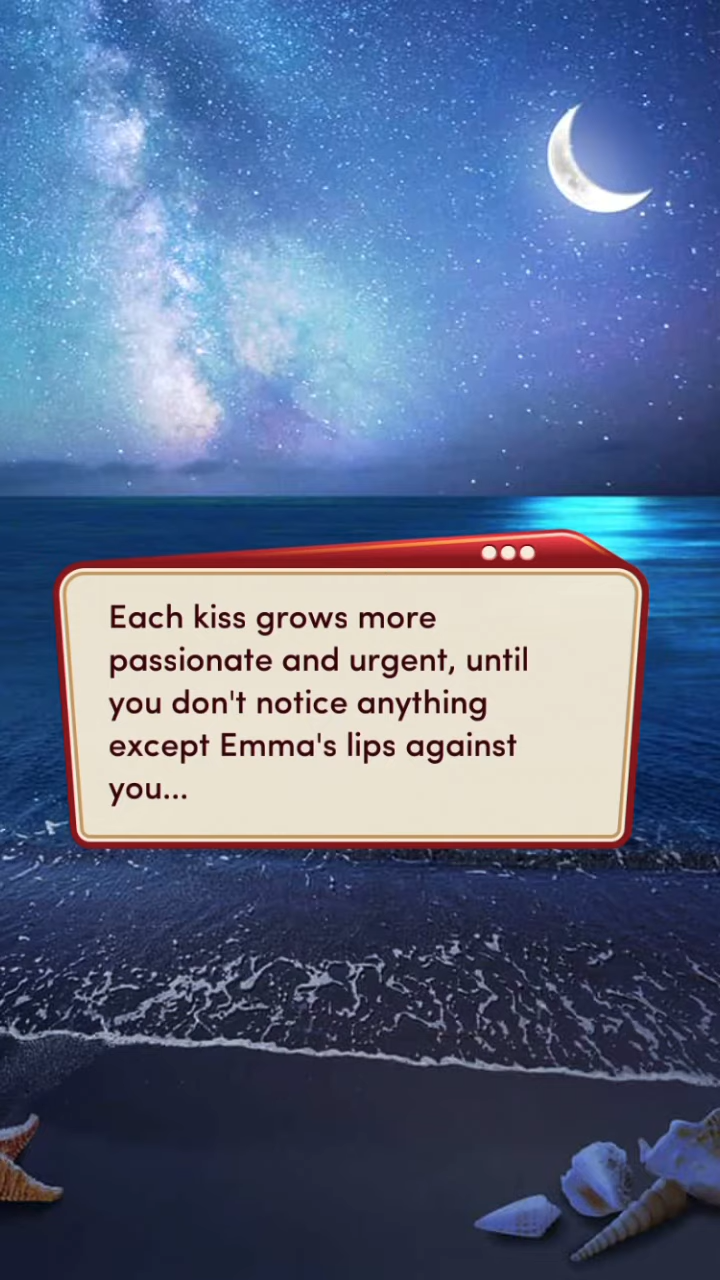 Each kiss grows more
passionate and urgent, until
you don't notice anything
except Emma's lips against
you...